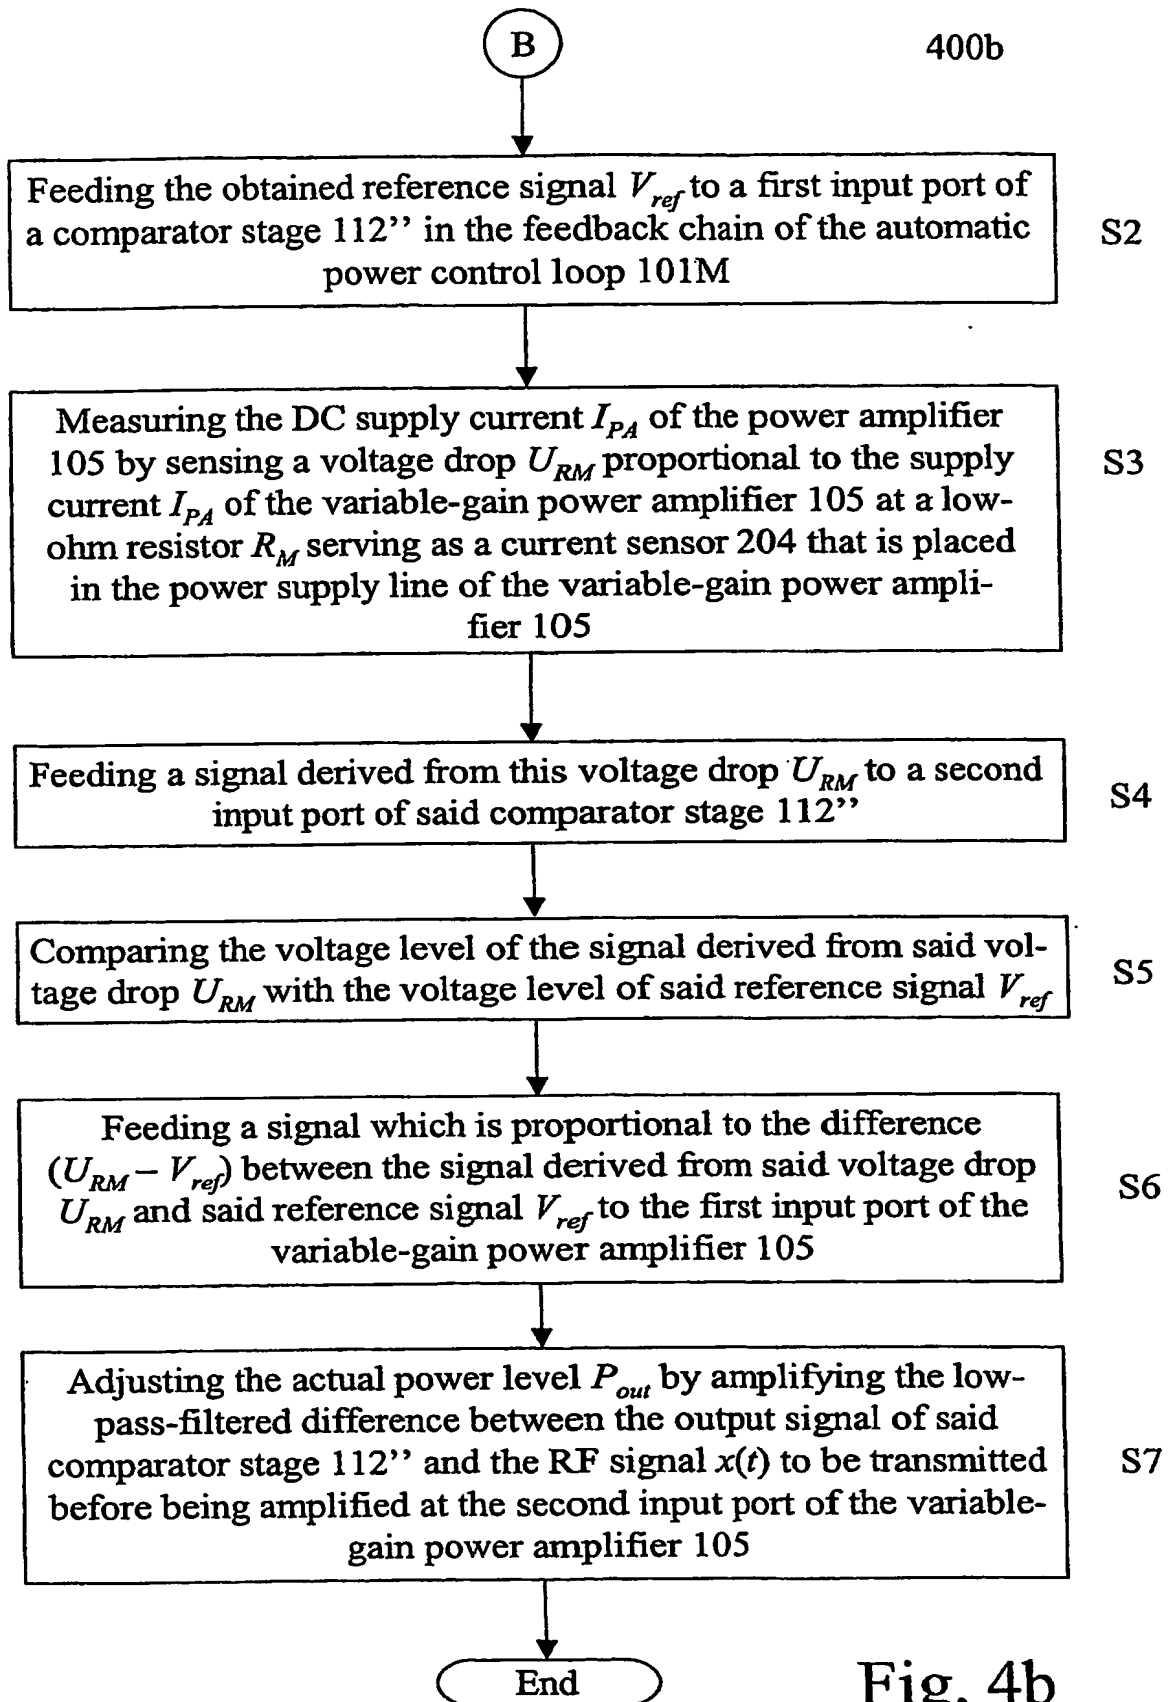 B
400b
Feeding the obtained reference signal V_ref to a first input port of
a comparator stage 112’’ in the feedback chain of the automatic
power control loop 101M
S2
Measuring the DC supply current I_PA of the power amplifier
105 by sensing a voltage drop U_RM proportional to the supply
current I_PA of the variable-gain power amplifier 105 at a low-
ohm resistor R_M serving as a current sensor 204 that is placed
in the power supply line of the variable-gain power ampli-
fier 105
S3
Feeding a signal derived from this voltage drop U_RM to a second
input port of said comparator stage 112’’
S4
Comparing the voltage level of the signal derived from said vol-
tage drop U_RM with the voltage level of said reference signal V_ref
S5
Feeding a signal which is proportional to the difference
(U_RM – V_ref) between the signal derived from said voltage drop
U_RM and said reference signal V_ref to the first input port of the
variable-gain power amplifier 105
S6
Adjusting the actual power level P_out by amplifying the low-
pass-filtered difference between the output signal of said
comparator stage 112’’ and the RF signal x(t) to be transmitted
before being amplified at the second input port of the variable-
gain power amplifier 105
S7
End
Fig. 4b